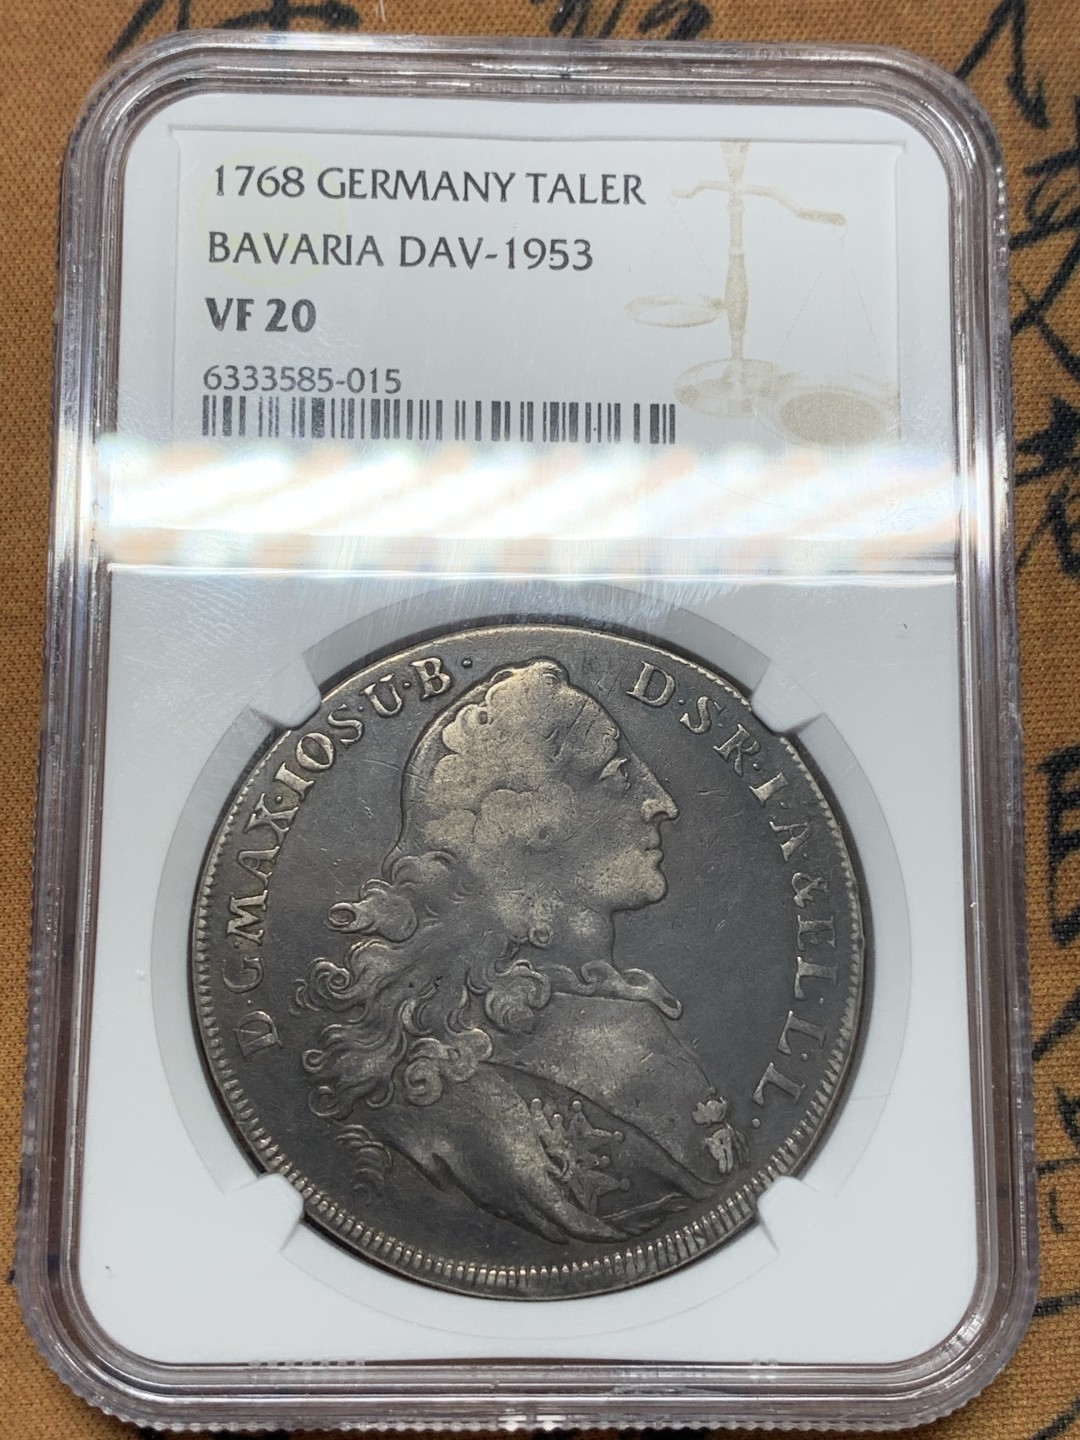 1768 GERMANY TALER
BAVARIA DAV-1953
VF 20
6333585-015
D·G·MAX·IOS·U·B· D·S·R·I·A·&EL·L·L·